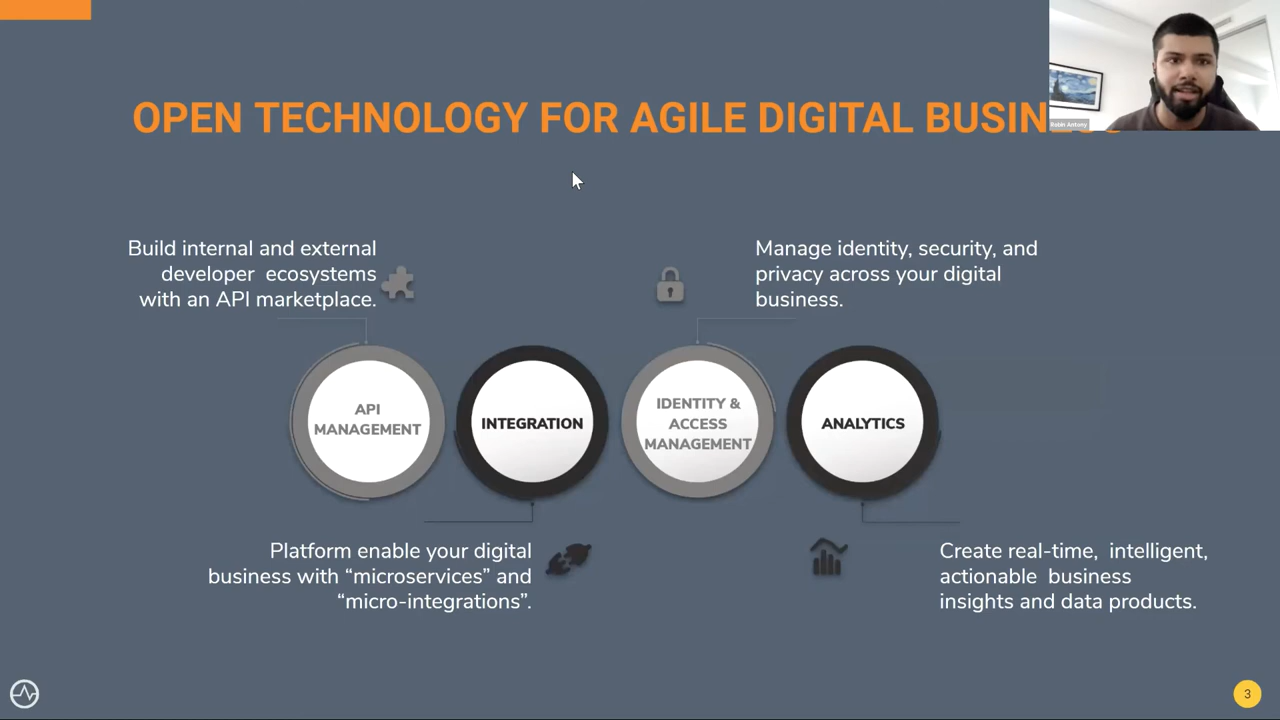 OPEN TECHNOLOGY FOR AGILE DIGITAL
Robin Antony
Build internal and external
developer ecosystems
with an API marketplace.
Manage identity, security, and
privacy across your digital
business.
API
MANAGEMENT
INTEGRATION
IDENTITY &
ACCESS
MANAGEMENT
ANALYTICS
Platform enable your digital
business with “microservices” and
“micro-integrations”.
Create real-time, intelligent,
actionable business
insights and data products.
3